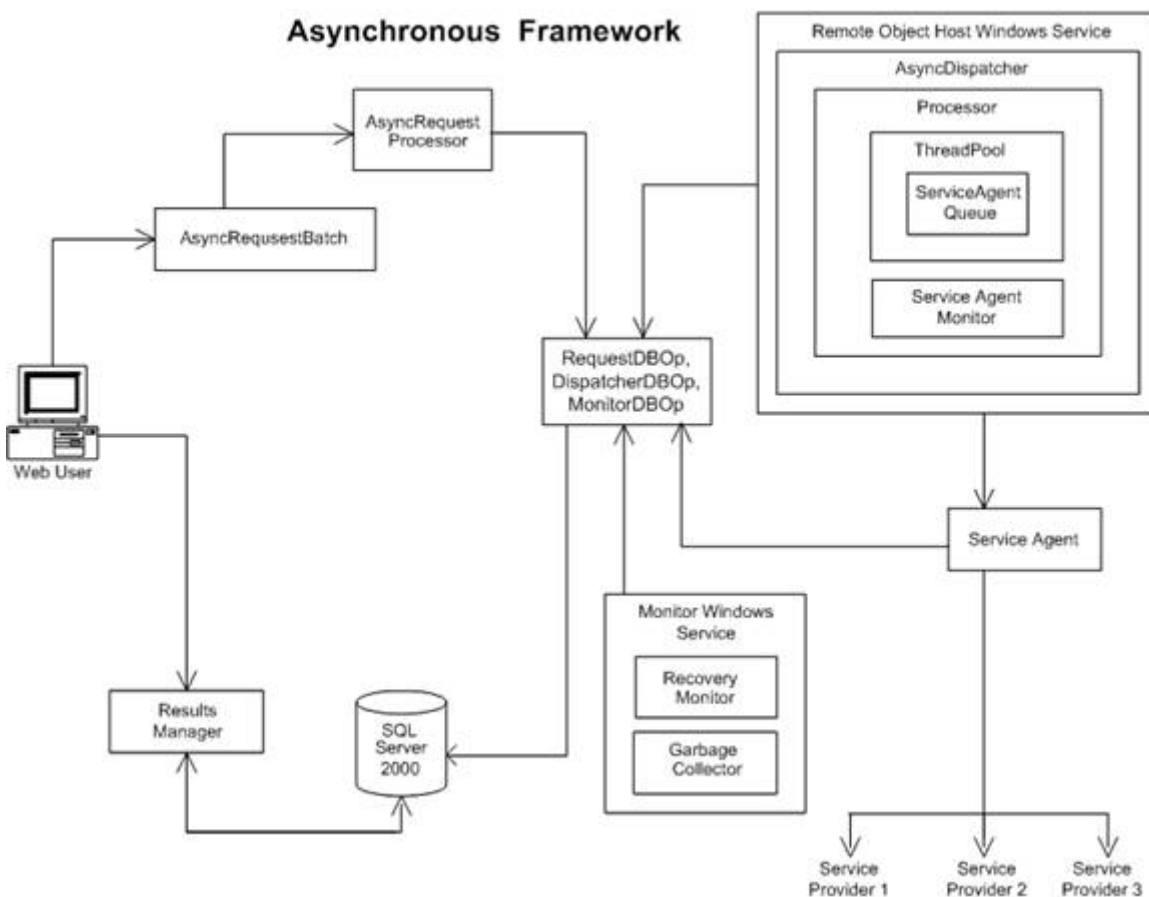 Asynchronous Framework
Remote Object Host Windows Service
AsyncDispatcher
Processor
ThreadPool
ServiceAgent
Queue
Service Agent
Monitor
AsyncRequest
Processor
AsyncRequsestBatch
RequestDBOp,
DispatcherDBOp,
MonitorDBOp
Web User
Service Agent
Monitor Windows
Service
Recovery
Monitor
Garbage
Collector
Results
Manager
SQL
Server
2000
Service
Provider 1
Service
Provider 2
Service
Provider 3